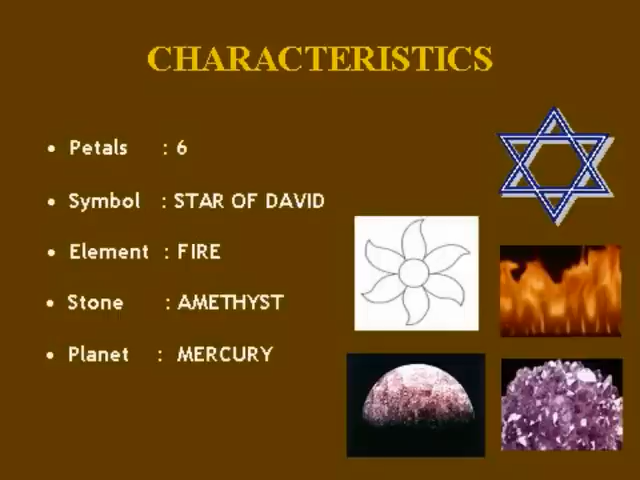 CHARACTERISTICS
• Petals : 6
• Symbol : STAR OF DAVID
• Element : FIRE
• Stone : AMETHYST
• Planet : MERCURY